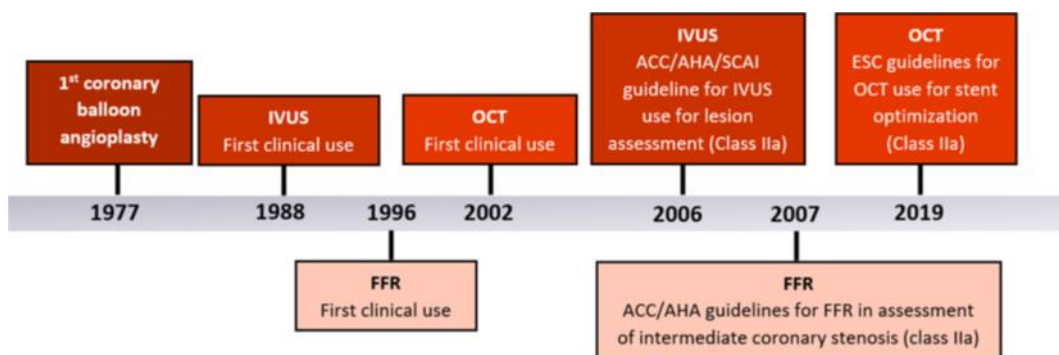 1st coronary
balloon
angioplasty
IVUS
First clinical use
OCT
First clinical use
IVUS
ACC/AHA/SCAI
guideline for IVUS
use for lesion
assessment (Class IIa)
OCT
ESC guidelines for
OCT use for stent
optimization
(Class IIa)
1977
1988
1996
2002
2006
2007
2019
FFR
First clinical use
FFR
ACC/AHA guidelines for FFR in assessment
of intermediate coronary stenosis (class IIa)